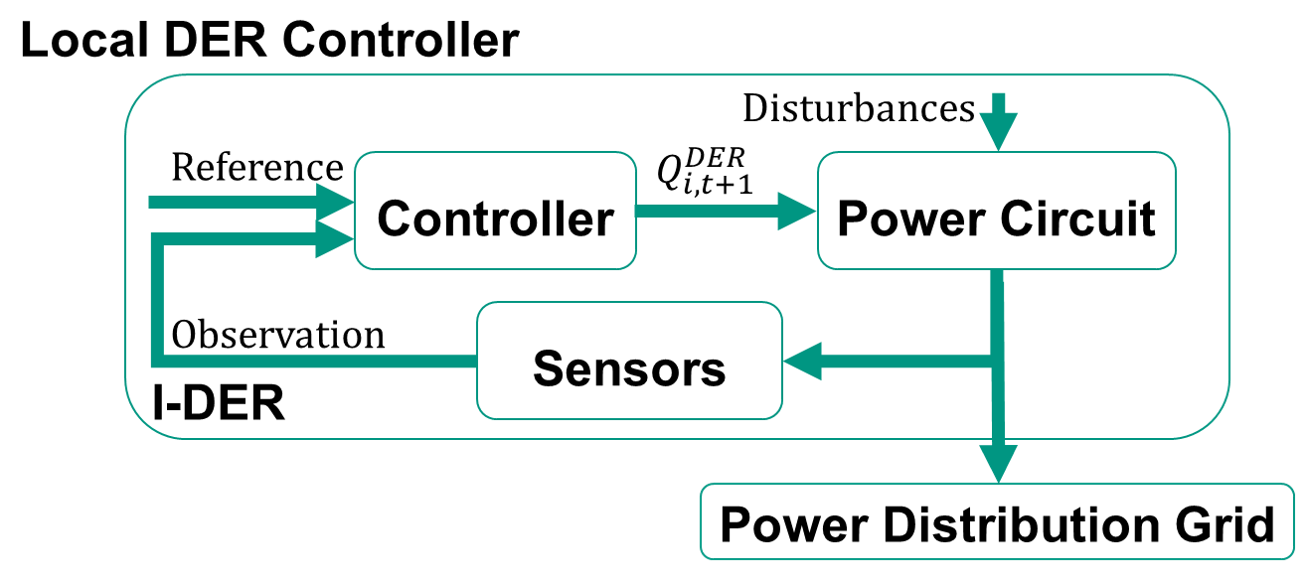 Local DER Controller
Disturbances
Reference
Controller
$Q_{i,t+1}^{DER}$
Power Circuit
Observation
Sensors
I-DER
Power Distribution Grid